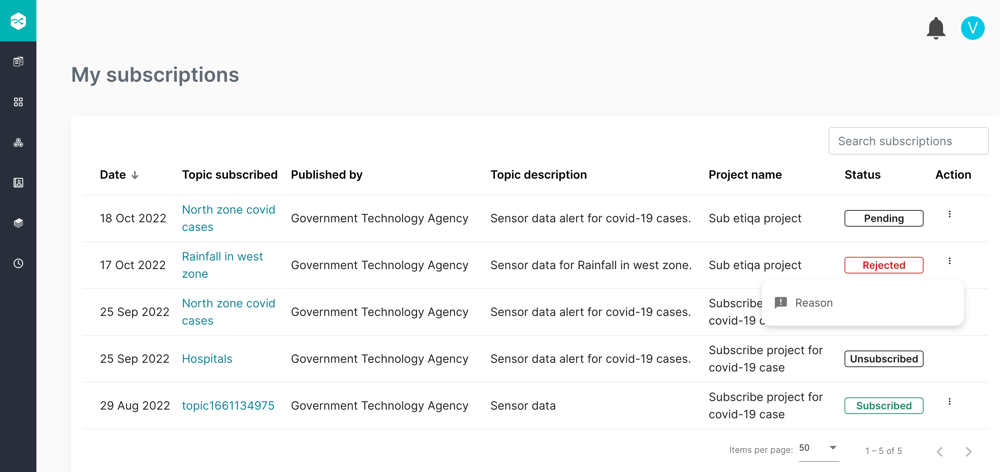 V
My subscriptions
Search subscriptions
Date Topic subscribed Published by Topic description Project name Status Action
18 Oct 2022 North zone covid cases Government Technology Agency Sensor data alert for covid-19 cases. Sub etiqa project Pending
17 Oct 2022 Rainfall in west zone Government Technology Agency Sensor data for Rainfall in west zone. Sub etiqa project Rejected
Reason
25 Sep 2022 North zone covid cases Government Technology Agency Sensor data alert for covid-19 cases. Subscribe covid-19
25 Sep 2022 Hospitals Government Technology Agency Sensor data alert for covid-19 cases. Subscribe project for covid-19 case Unsubscribed
29 Aug 2022 topic1661134975 Government Technology Agency Sensor data Subscribe project for covid-19 case Subscribed
Items per page: 50 1 – 5 of 5